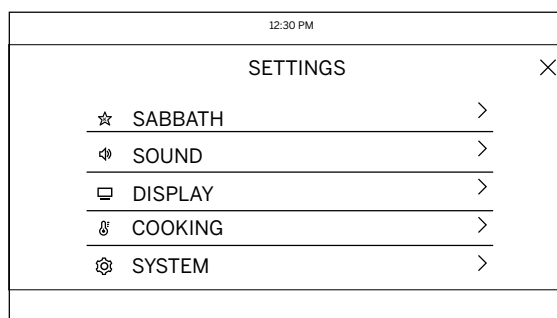 12:30 PM
SETTINGS
SABBATH
SOUND
DISPLAY
COOKING
SYSTEM